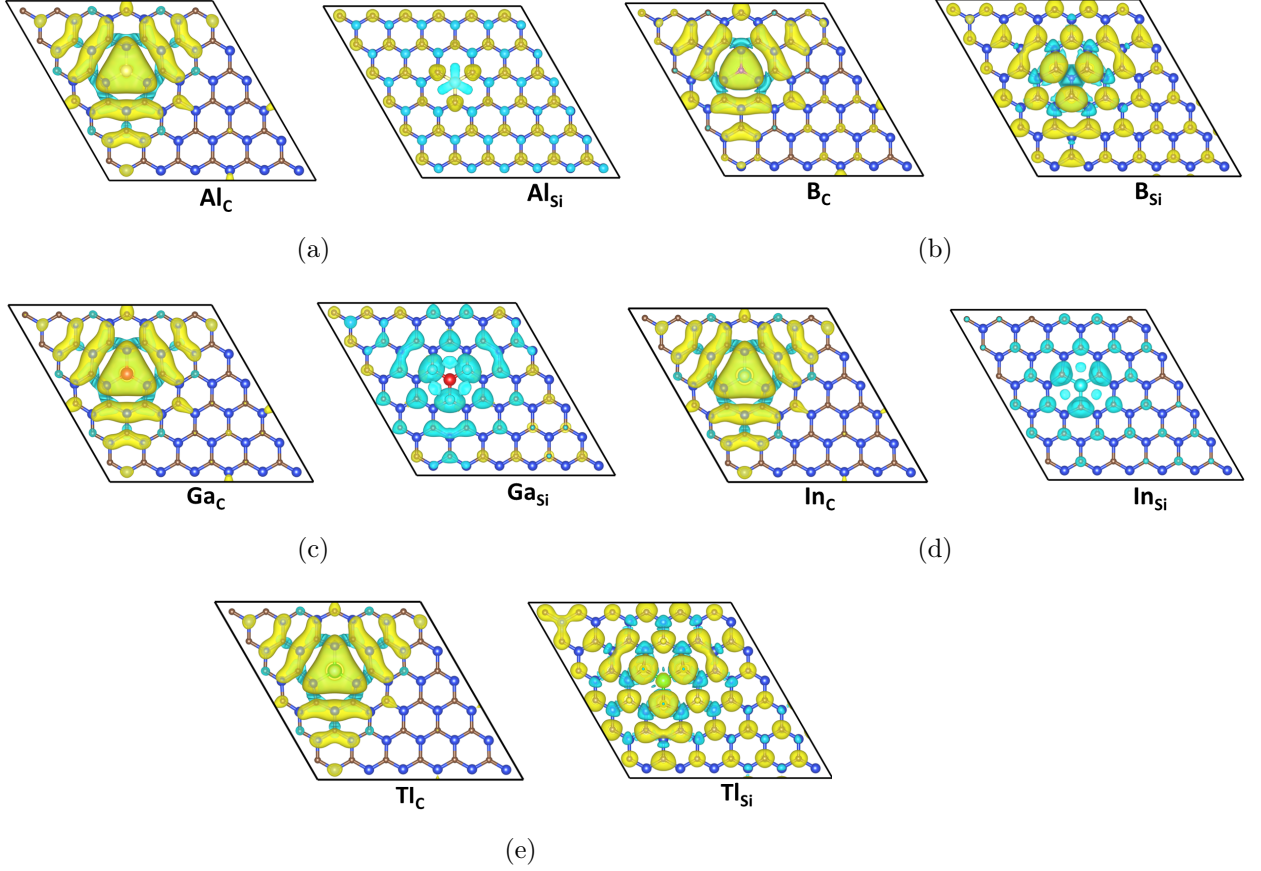 Al_C Al_Si B_C B_Si
(a) (b)
Ga_C Ga_Si In_C In_Si
(c) (d)
Tl_C Tl_Si
(e)